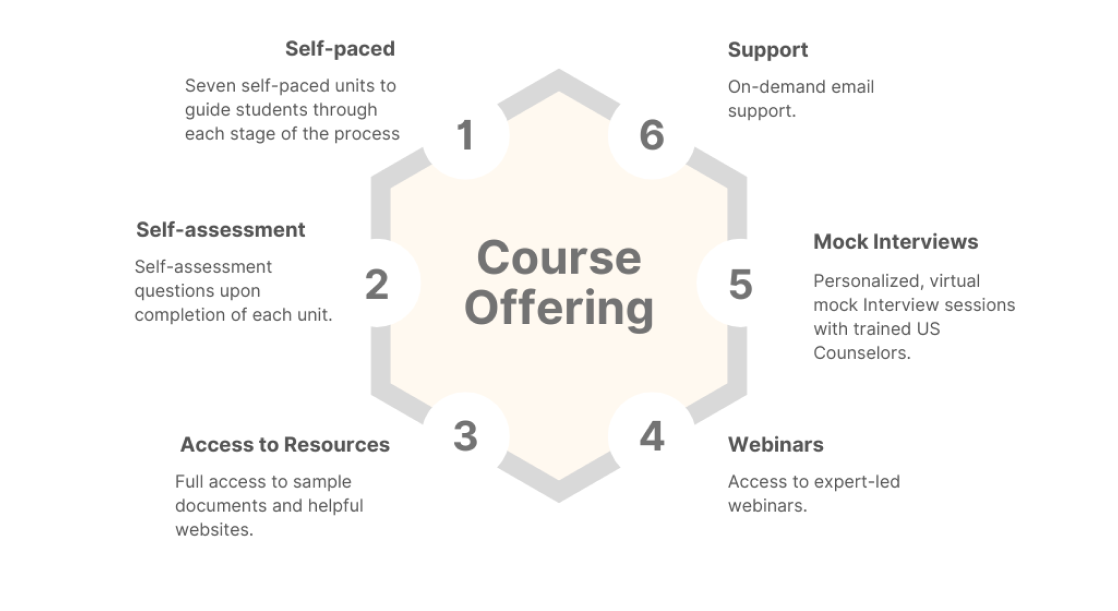 Self-paced
Seven self-paced units to
guide students through
each stage of the process
1
Self-assessment
Self-assessment
questions upon
completion of each unit.
2
Access to Resources
Full access to sample
documents and helpful
websites.
3
Course
Offering
Support
On-demand email
support.
6
Mock Interviews
Personalized, virtual
mock Interview sessions
with trained US
Counselors.
5
Webinars
Access to expert-led
webinars.
4